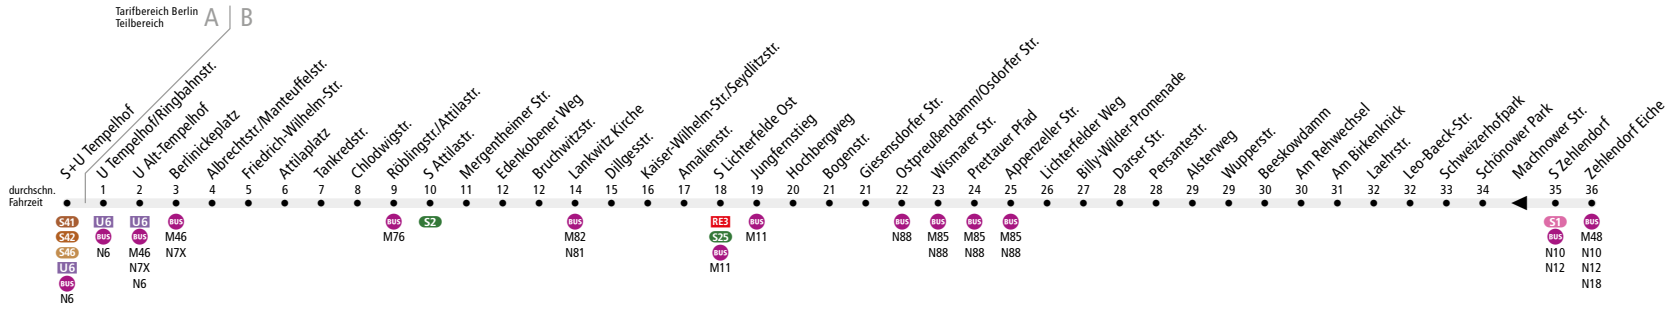 Tarifbereich Berlin
Teilbereich
A B
S+U Tempelhof
U Tempelhof/Ringbahnstr.
U Alt-Tempelhof
Berlinickeplatz
Albrechtstr./Manteuffelstr.
Friedrich-Wilhelm-Str.
Attilaplatz
Tankredstr.
Chlodwigstr.
Röblingstr./Attilastr.
S Attilastr.
Mergentheimer Str.
Edenkobener Weg
Bruchwitzstr.
Lankwitz Kirche
Dillgesstr.
Kaiser-Wilhelm-Str./Seydlitzstr.
Amalienstr.
S Lichterfelde Ost
Jungfernstieg
Hochbergweg
Bogenstr.
Giesensdorfer Str.
Ostpreußendamm/Osdorfer Str.
Wismarer Str.
Prettauer Pfad
Appenzeller Str.
Lichterfelder Weg
Billy-Wilder-Promenade
Darser Str.
Persantestr.
Alsterweg
Wupperstr.
Beeskowdamm
Am Rehwechsel
Am Birkenknick
Laehrstr.
Leo-Baeck-Str.
Schweizerhofpark
Schönower Park
Machnower Str.
S Zehlendorf
Zehlendorf Eiche
durchschn. 1 2 3 4 5 6 7 8 9 10 11 12 12 14 15 16 17 18 19 20 21 21 22 23 24 25 26 27 28 28 29 29 30 30 31 32 32 33 34 35 36
Fahrzeit
S41 U6 U6 BUS BUS S2 BUS RE3 BUS BUS BUS BUS BUS S1 BUS
S42 BUS BUS M46 M76 M82 S25 M11 N88 M85 M85 M85 BUS M48
S46 N6 M46 N7X N81 BUS N88 N88 N88 N10 N10
U6 N7X M11 N12 N12
BUS N6 N18
N6